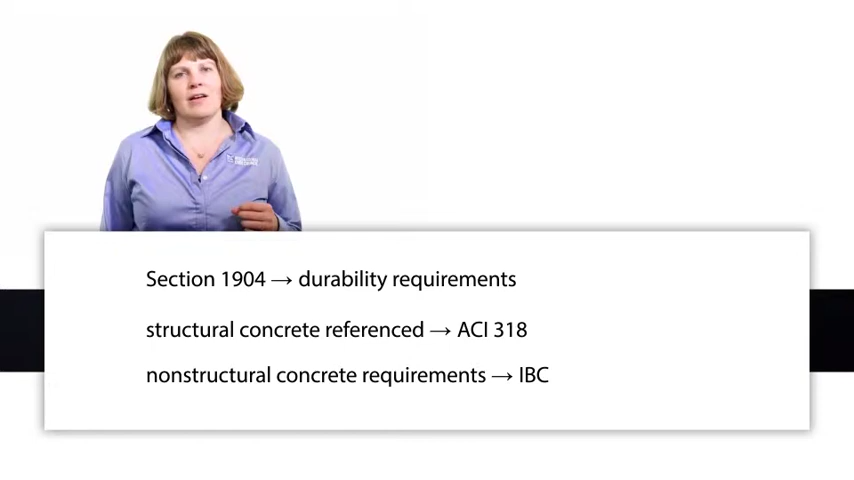 Section 1904 → durability requirements
structural concrete referenced → ACI 318
nonstructural concrete requirements → IBC